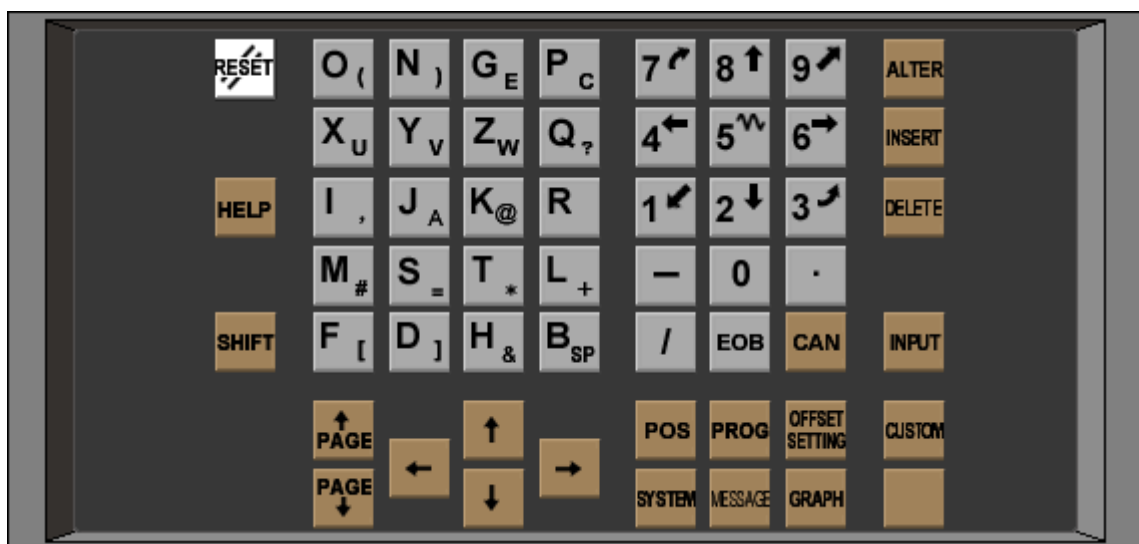 RESET O ( N ) G E P C 7 8 9 ALTER
X U Y V Z W Q ? 4 5 6 INSERT
HELP I , J A K @ R 1 2 3 DELETE
M # S = T * L + — 0 ·
SHIFT F [ D ] H & B SP / EOB CAN INPUT
PAGE POS PROG OFFSET SETTING CUSTOM
PAGE SYSTEM MESSAGE GRAPH